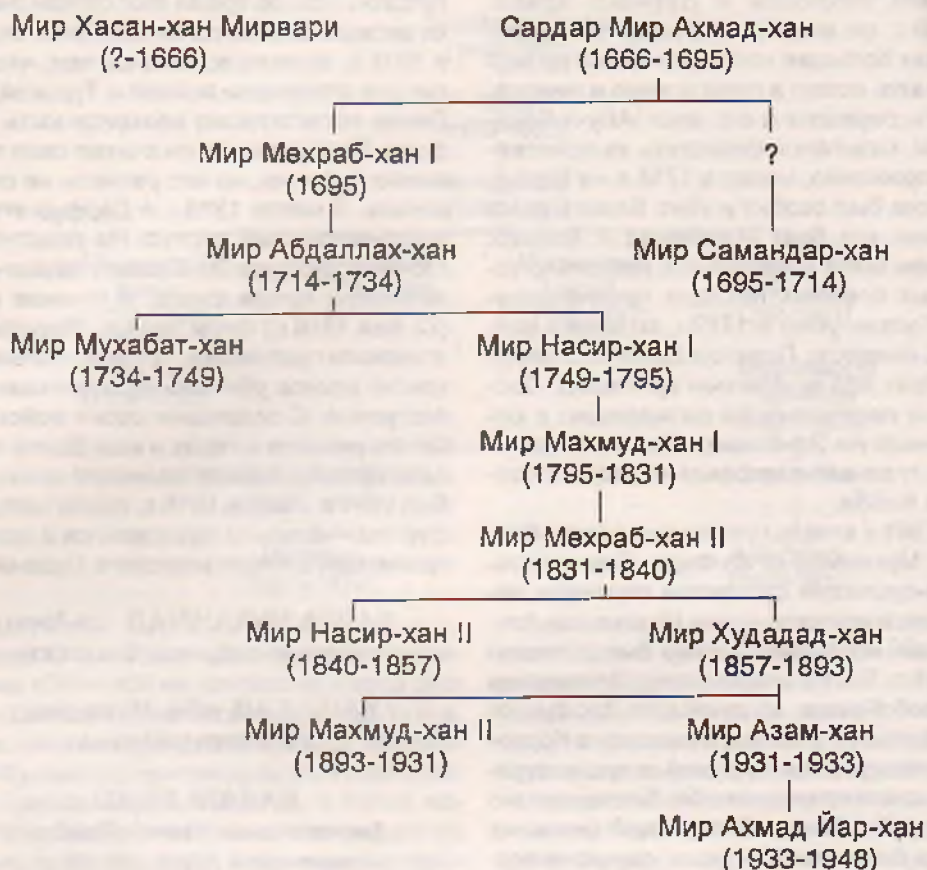 Мир Хасан-хан Мирвари
(?-1666)
Сардар Мир Ахмад-хан
(1666-1695)
Мир Мехраб-хан I
(1695)
?
Мир Абдаллах-хан
(1714-1734)
Мир Самандар-хан
(1695-1714)
Мир Мухабат-хан
(1734-1749)
Мир Насир-хан I
(1749-1795)
Мир Махмуд-хан I
(1795-1831)
Мир Мехраб-хан II
(1831-1840)
Мир Насир-хан II
(1840-1857)
Мир Худадад-хан
(1857-1893)
Мир Махмуд-хан II
(1893-1931)
Мир Азам-хан
(1931-1933)
Мир Ахмад Йар-хан
(1933-1948)